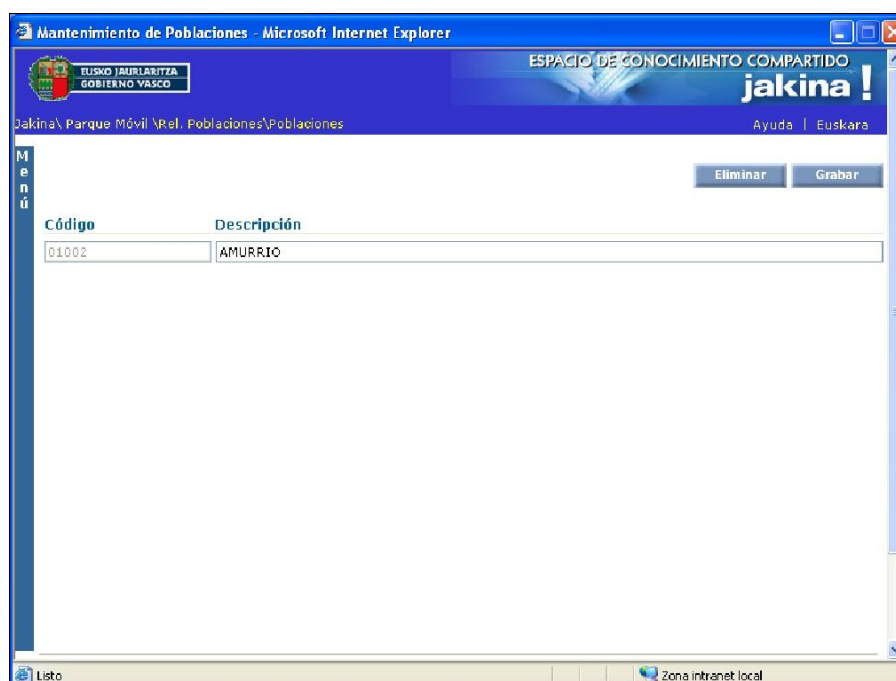 Mantenimiento de Poblaciones - Microsoft Internet Explorer
EUSKO JAURLARITZA
GOBIERNO VASCO
ESPACIO DE CONOCIMIENTO COMPARTIDO
jakina !
Jakina\ Parque Móvil \Rel. Poblaciones\Poblaciones
Ayuda | Euskara
Menú
Eliminar Grabar
Código Descripción
01002 AMURRIO
Listo Zona intranet local